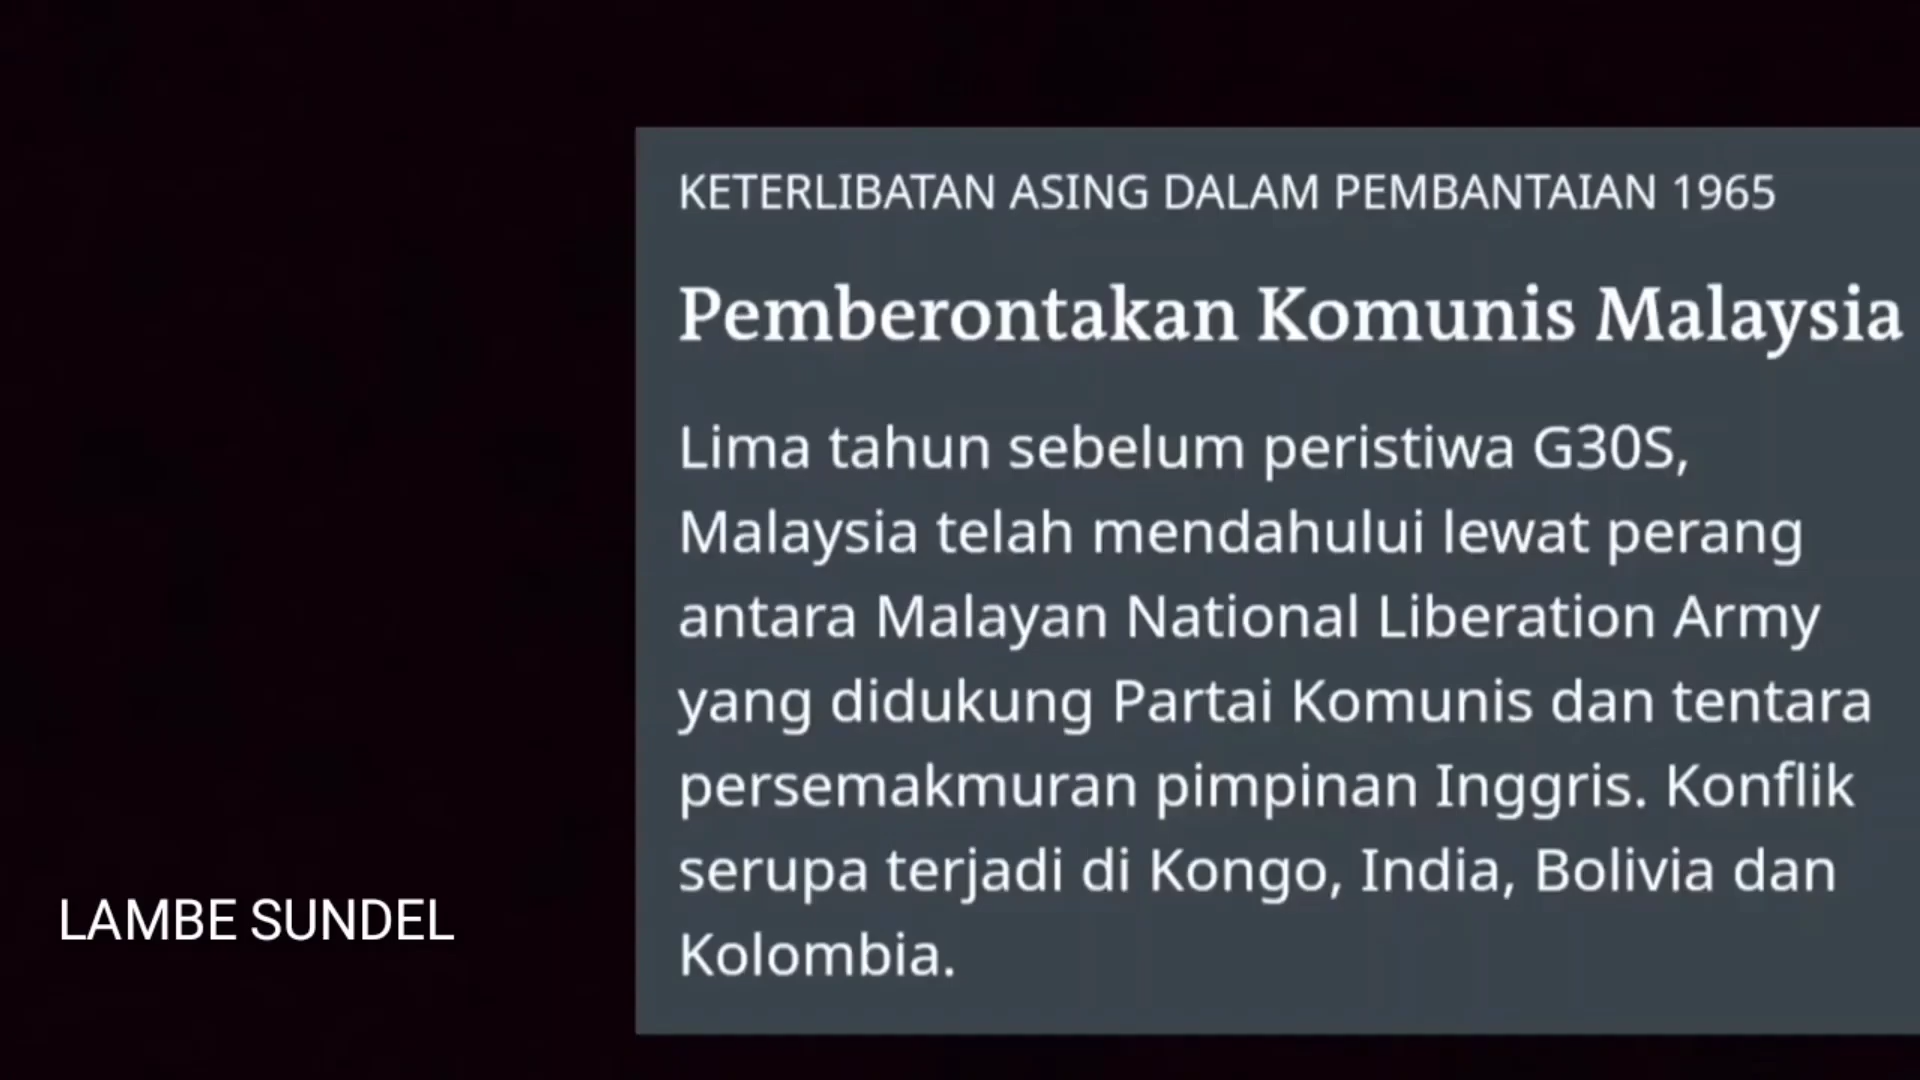 KETERLIBATAN ASING DALAM PEMBANTAIAN 1965
Pemberontakan Komunis Malaysia
Lima tahun sebelum peristiwa G30S,
Malaysia telah mendahului lewat perang
antara Malayan National Liberation Army
yang didukung Partai Komunis dan tentara
persemakmuran pimpinan Inggris. Konflik
serupa terjadi di Kongo, India, Bolivia dan
Kolombia.
LAMBE SUNDEL